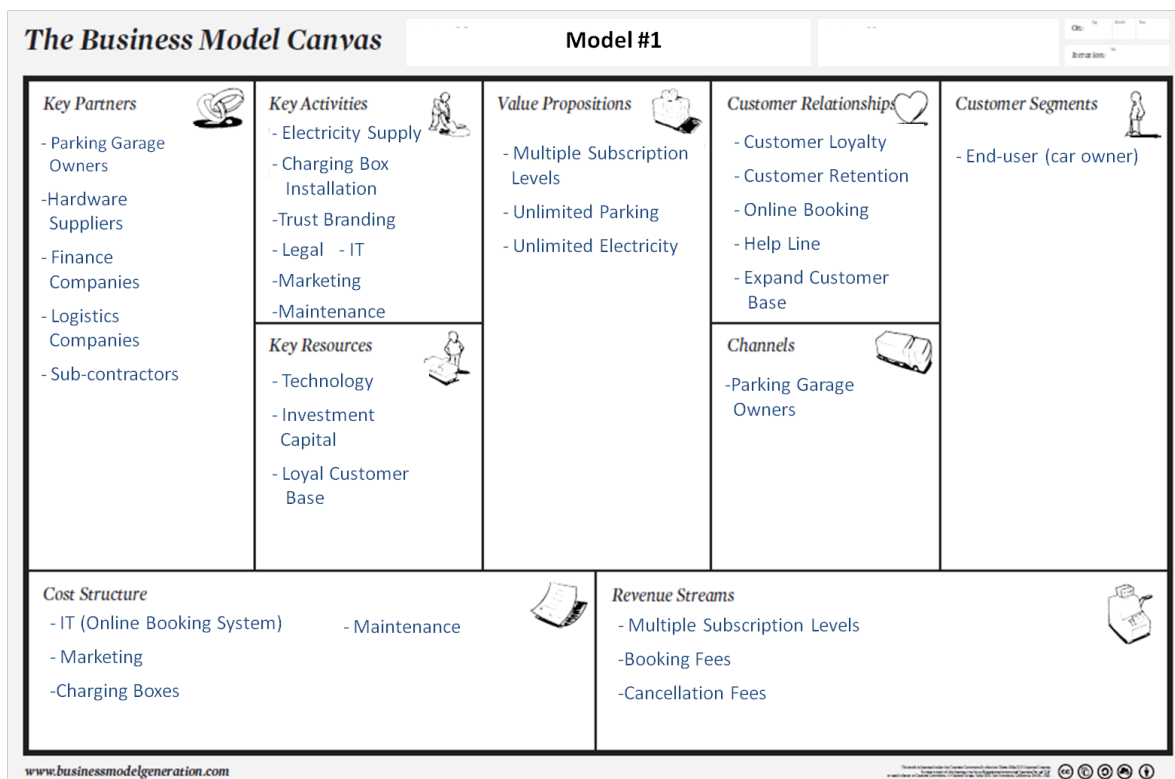 The Business Model Canvas
Model #1
On:
Iteration:
Key Partners
- Parking Garage
Owners
-Hardware
Suppliers
- Finance
Companies
- Logistics
Companies
- Sub-contractors
Key Activities
- Electricity Supply
- Charging Box
Installation
-Trust Branding
- Legal - IT
-Marketing
-Maintenance
Key Resources
- Technology
- Investment
Capital
- Loyal Customer
Base
Value Propositions
- Multiple Subscription
Levels
- Unlimited Parking
- Unlimited Electricity
Customer Relationships
- Customer Loyalty
- Customer Retention
- Online Booking
- Help Line
- Expand Customer
Base
Channels
-Parking Garage
Owners
Customer Segments
- End-user (car owner)
Cost Structure
- IT (Online Booking System)
- Marketing
-Charging Boxes
- Maintenance
Revenue Streams
- Multiple Subscription Levels
-Booking Fees
-Cancellation Fees
www.businessmodelgeneration.com